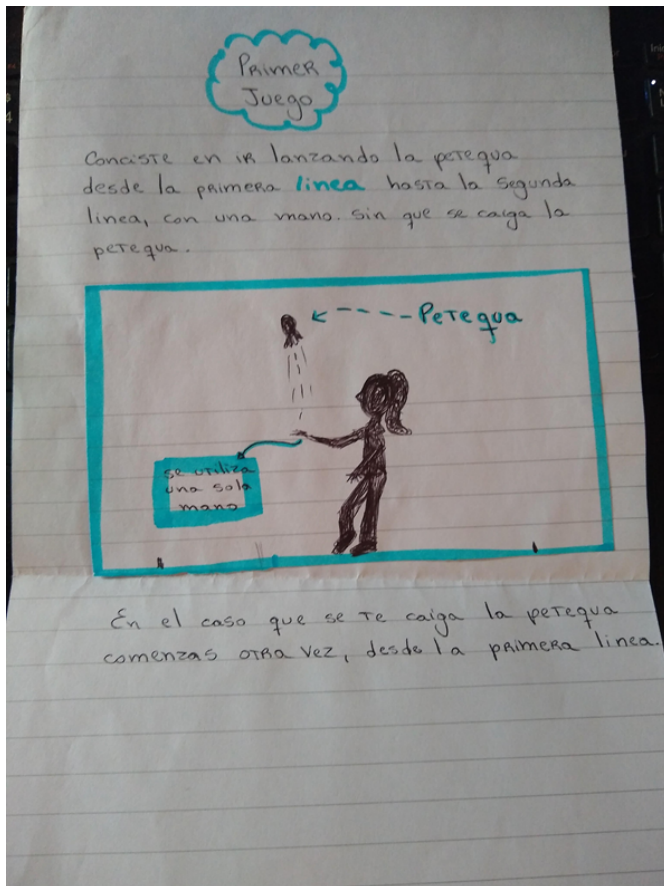 Primer
Juego
Conciste en ir lanzando la petequa
desde la primera linea hasta la segunda
linea, con una mano. sin que se caiga la
petequa.
Petequa
se utiliza
una sola
mano
En el caso que se te caiga la petequa
comenzas otra vez, desde la primera linea.